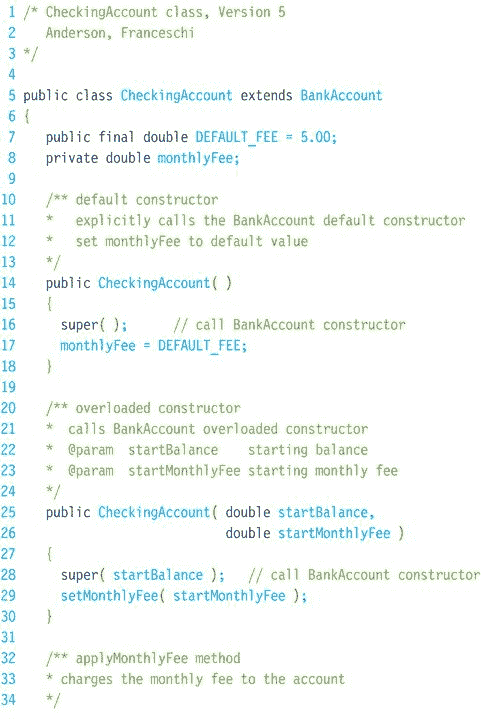 1 /* CheckingAccount class, Version 5
2    Anderson, Franceschi
3 */
4
5 public class CheckingAccount extends BankAccount
6 {
7    public final double DEFAULT_FEE = 5.00;
8    private double monthlyFee;
9
10    /** default constructor
11    *   explicitly calls the BankAccount default constructor
12    *   set monthlyFee to default value
13    */
14    public CheckingAccount( )
15    {
16      super( );      // call BankAccount constructor
17      monthlyFee = DEFAULT_FEE;
18    }
19
20    /** overloaded constructor
21    *  calls BankAccount overloaded constructor
22    *  @param  startBalance    starting balance
23    *  @param  startMonthlyFee starting monthly fee
24    */
25    public CheckingAccount( double startBalance,
26                            double startMonthlyFee )
27    {
28      super( startBalance );   // call BankAccount constructor
29      setMonthlyFee( startMonthlyFee );
30    }
31
32    /** applyMonthlyFee method
33    * charges the monthly fee to the account
34    */